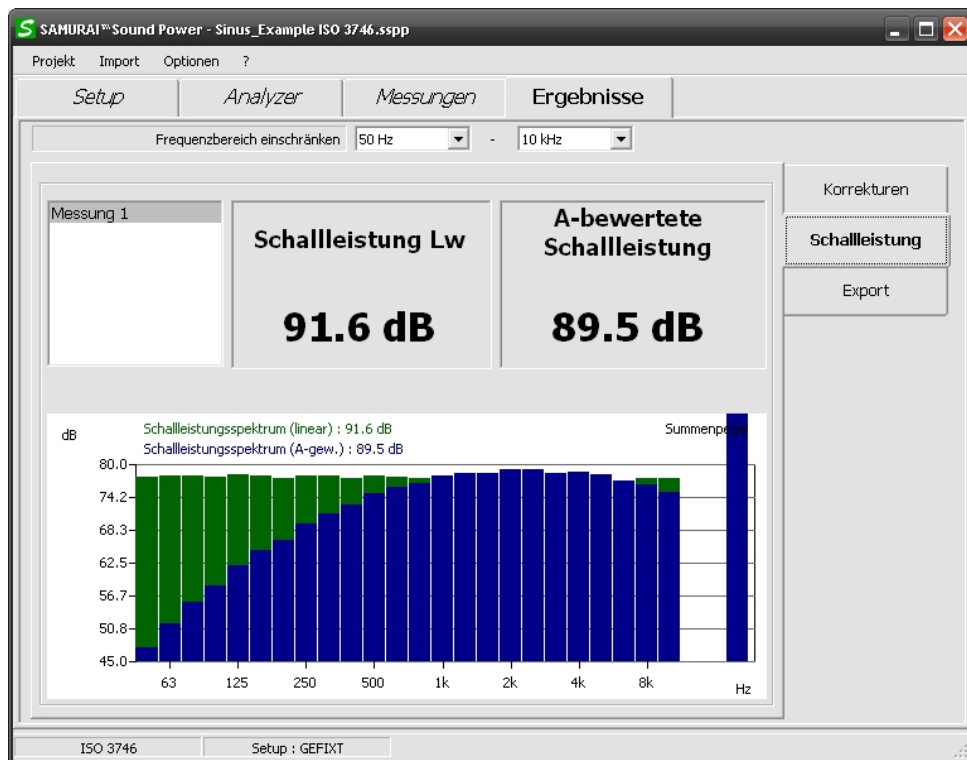 SAMURAI™Sound Power - Sinus_Example ISO 3746.sspp
Projekt Import Optionen ?
Setup Analyzer Messungen Ergebnisse
Frequenzbereich einschränken 50 Hz - 10 kHz
Messung 1
Schallleistung Lw
91.6 dB
A-bewertete
Schallleistung
89.5 dB
Korrekturen
Schallleistung
Export
dB
Schallleistungsspektrum (linear) : 91.6 dB
Schallleistungsspektrum (A-gew.) : 89.5 dB
Summenpege
80.0
74.2
68.3
62.5
56.7
50.8
45.0
63 125 250 500 1k 2k 4k 8k Hz
ISO 3746 Setup : GEFIXT